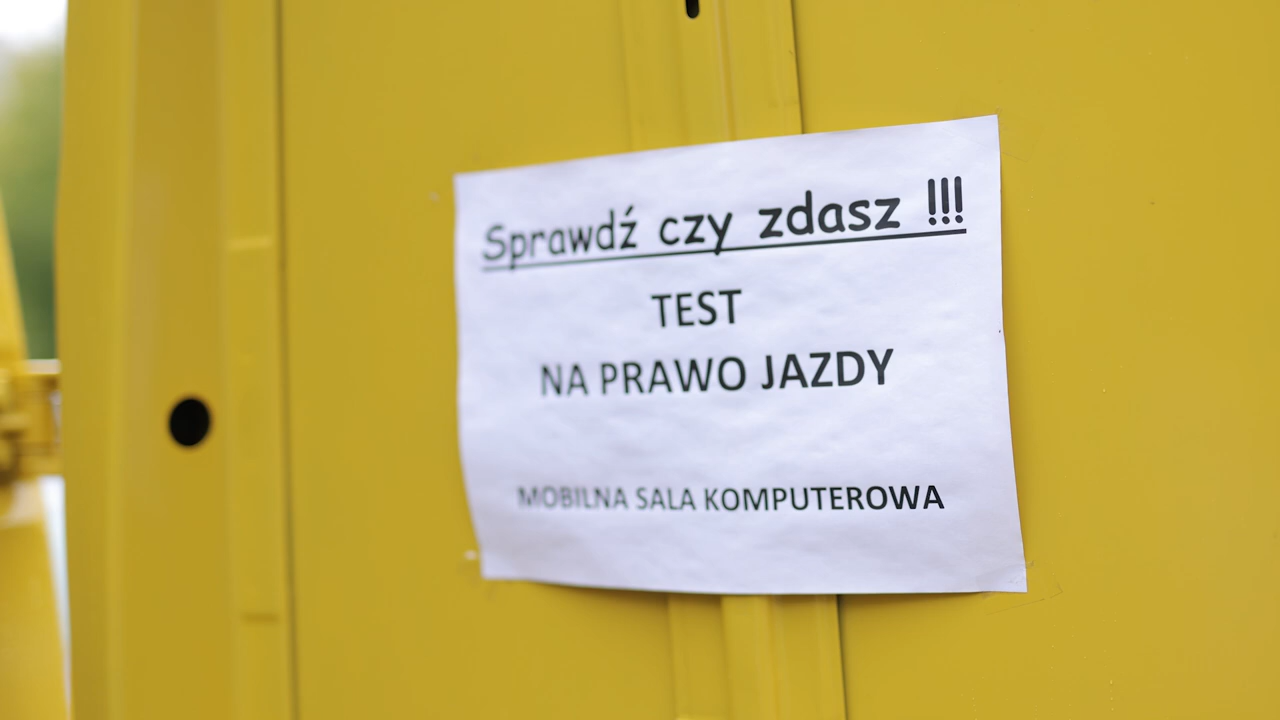 Sprawdź czy zdasz !!!
TEST
NA PRAWO JAZDY
MOBILNA SALA KOMPUTEROWA